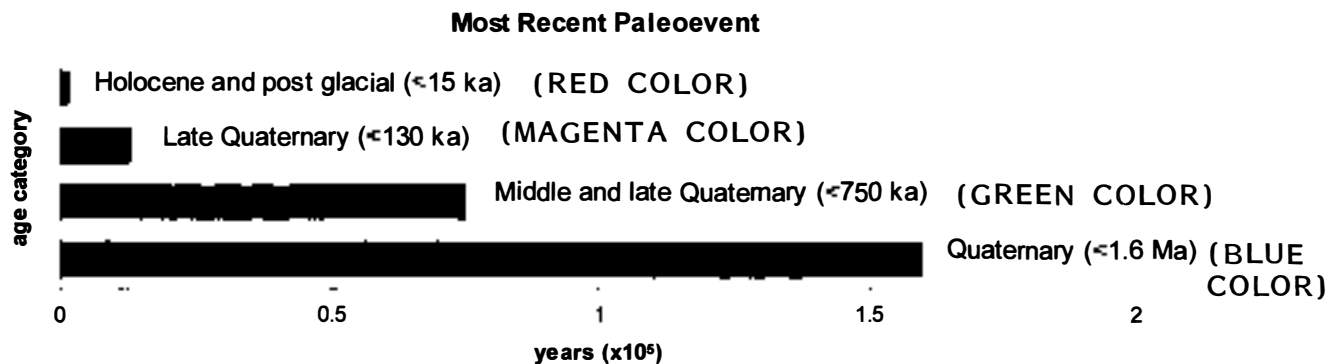 Most Recent Paleoevent
Holocene and post glacial (<15 ka) (RED COLOR)
Late Quaternary (<130 ka) (MAGENTA COLOR)
Middle and late Quaternary (<750 ka) (GREEN COLOR)
Quaternary (<1.6 Ma) (BLUE
COLOR)
age category
0 0.5 1 1.5 2
years (x10⁵)